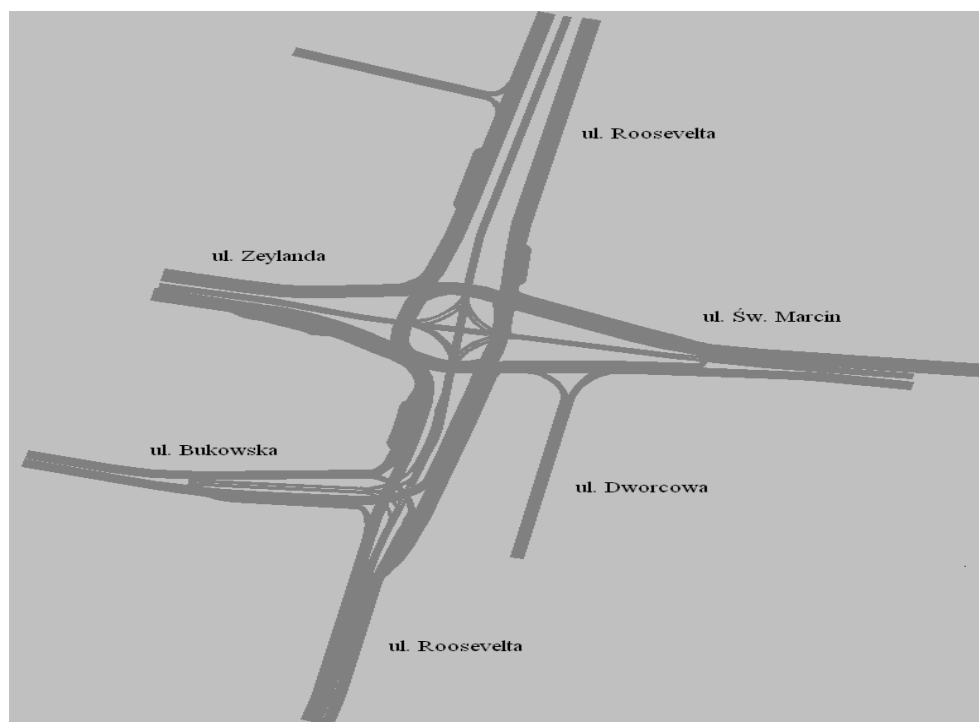 ul. Roosevelta
ul. Zeylanda
ul. Św. Marcin
ul. Bukowska
ul. Dworcowa
ul. Roosevelta